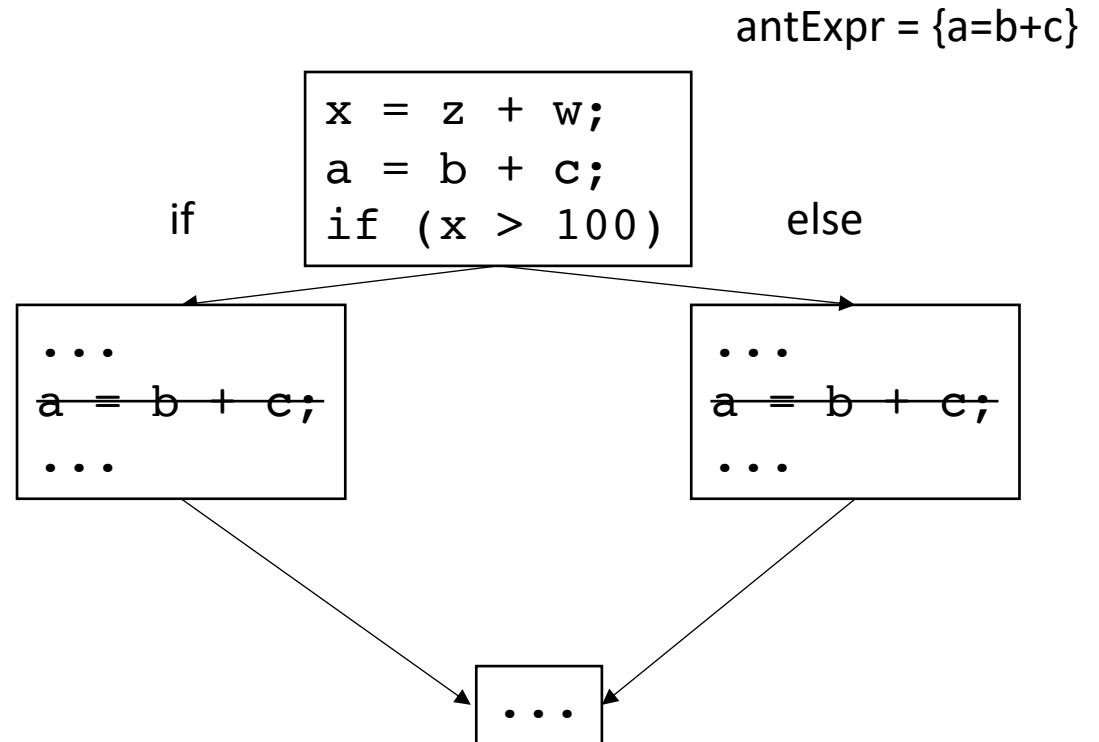 antExpr = {a=b+c}
x = z + w;
a = b + c;
if (x > 100)
if
else
...
a = b + c;
...
...
a = b + c;
...
...